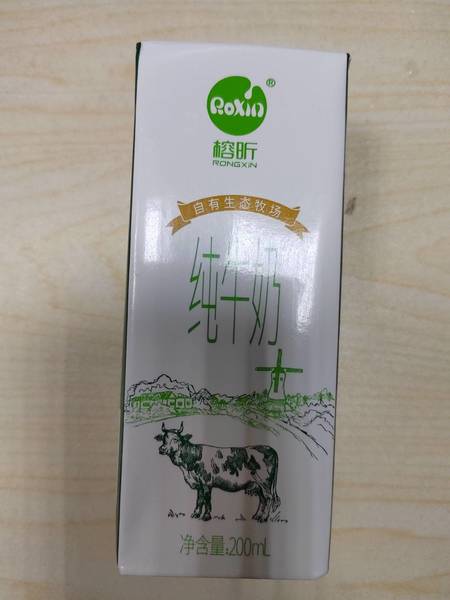 Roxin®
榕昕
RONGXIN
自有生态牧场
纯牛奶
净含量:200mL